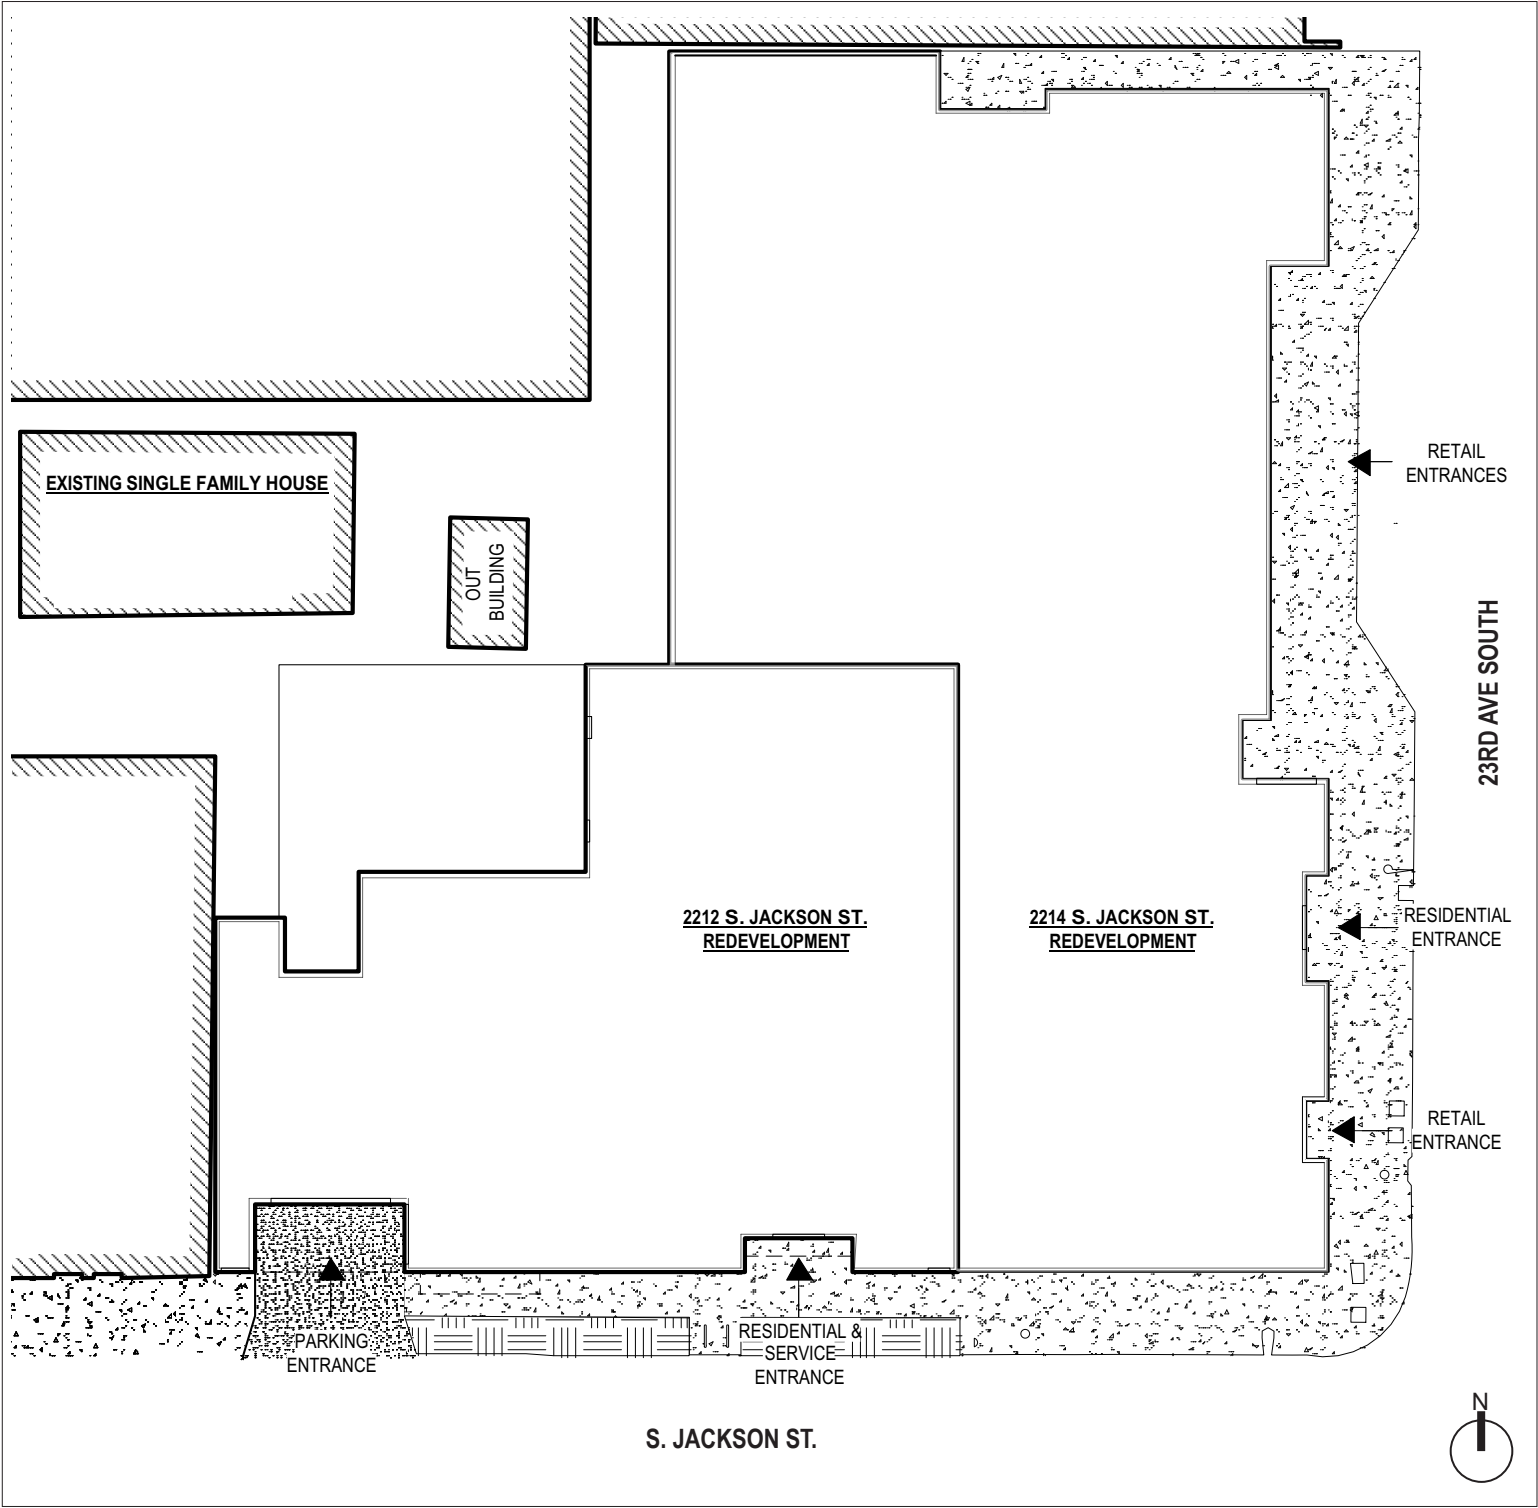 RETAIL
ENTRANCES
EXISTING SINGLE FAMILY HOUSE
OUT
BUILDING
23RD AVE SOUTH
2212 S. JACKSON ST.
REDEVELOPMENT
2214 S. JACKSON ST.
REDEVELOPMENT
RESIDENTIAL
ENTRANCE
RETAIL
ENTRANCE
PARKING
ENTRANCE
RESIDENTIAL &
SERVICE
ENTRANCE
S. JACKSON ST.
N